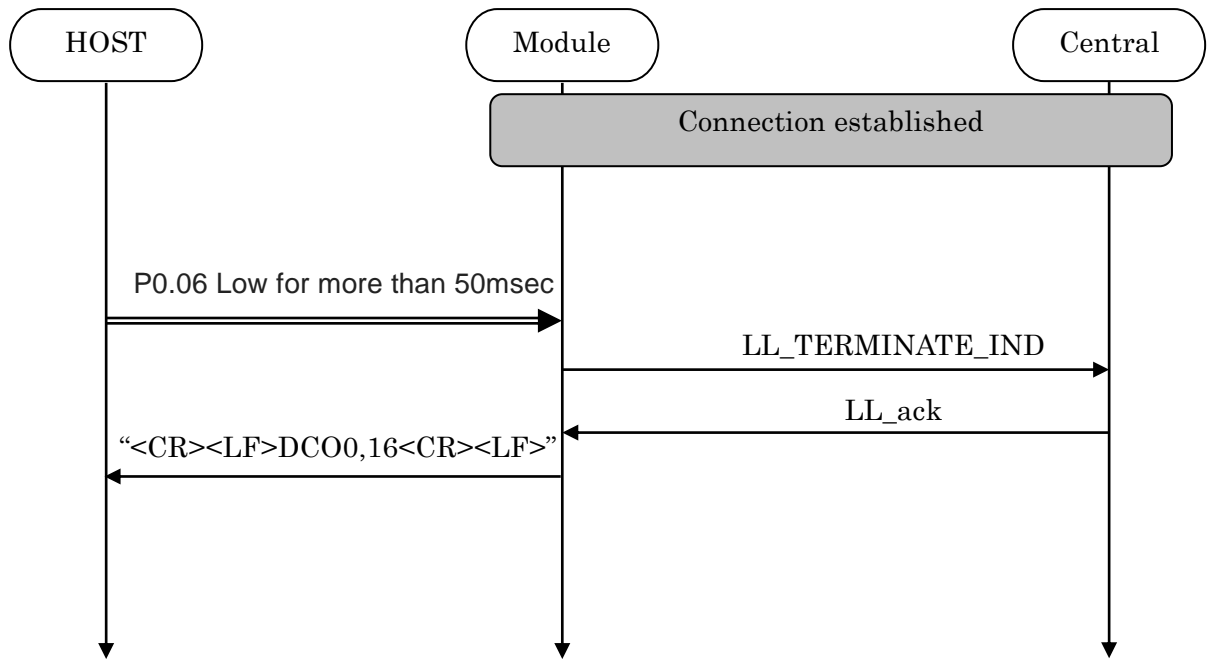 HOST
Module
Central
Connection established
P0.06 Low for more than 50msec
LL_TERMINATE_IND
LL_ack
“<CR><LF>DCO0,16<CR><LF>”